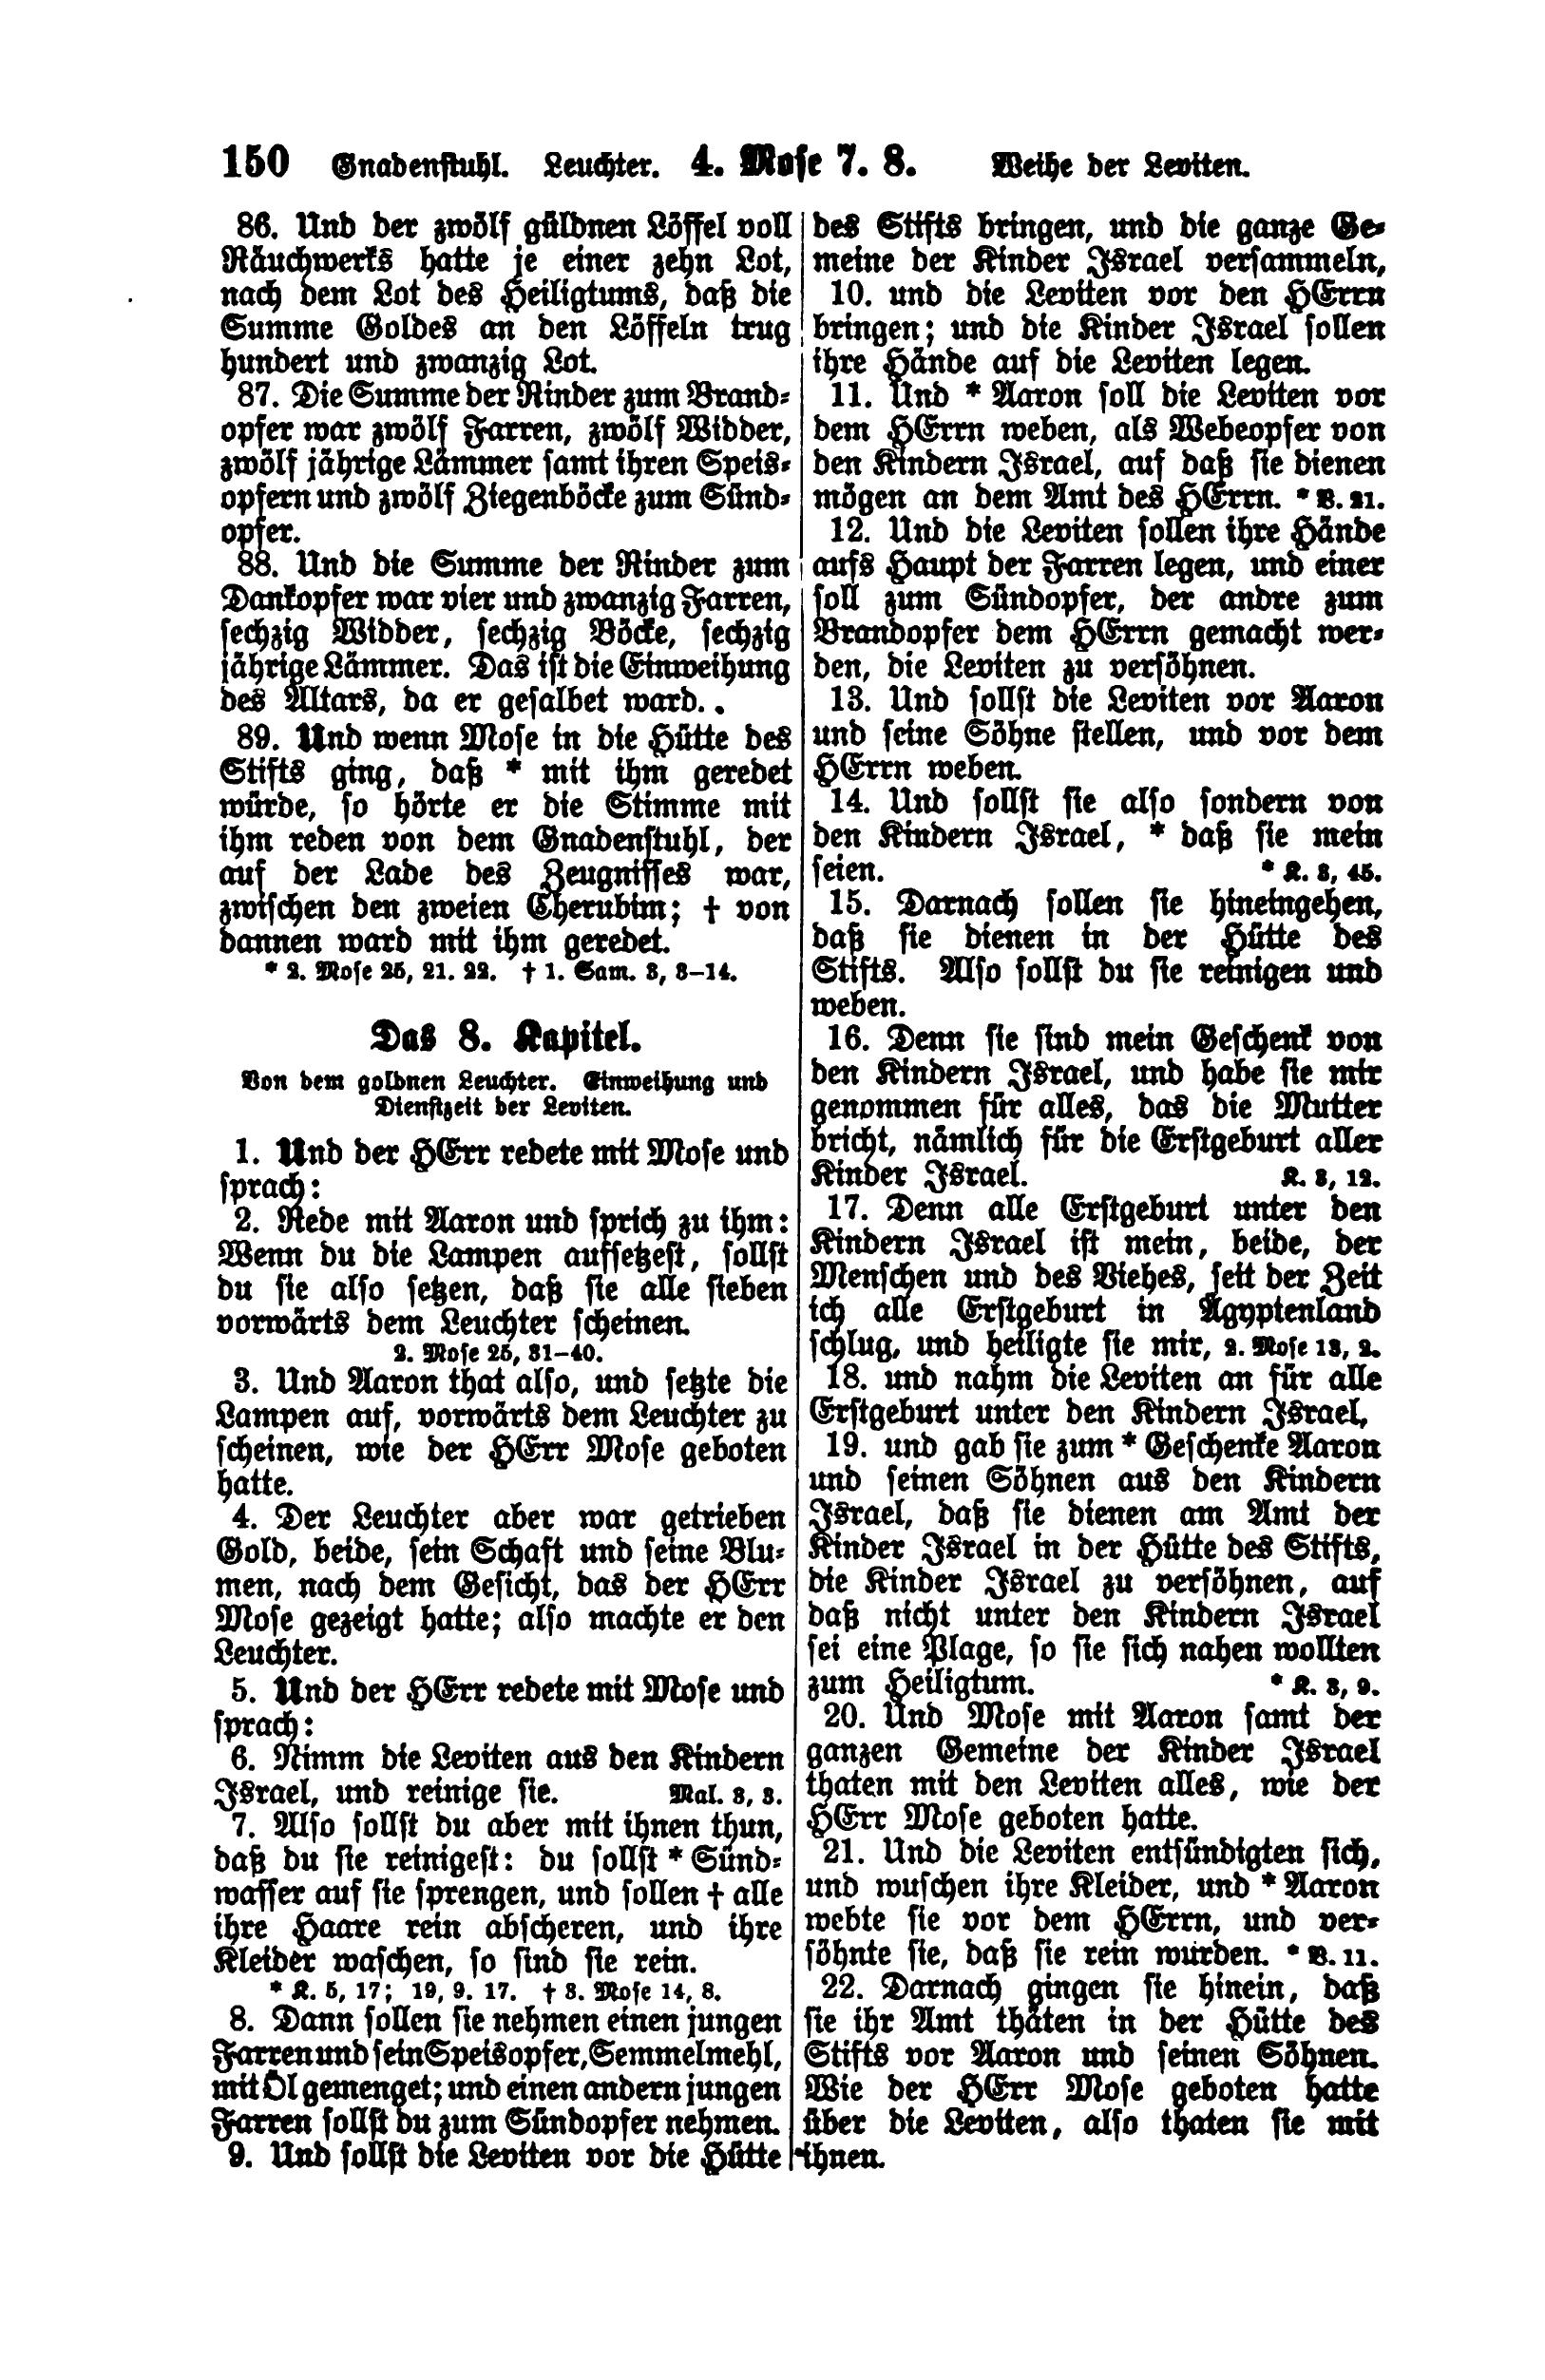 150 Gnadenstuhl. Leuchter. 4. Mose 7. 8. Weihe der Leviten.
86. Und der zwölf güldnen Löffel voll
Räuchwerks hatte je einer zehn Lot,
nach dem Lot des Heiligtums, daß die
Summe Goldes an den Löffeln trug
hundert und zwanzig Lot.
87. Die Summe der Rinder zum Brand-
opfer war zwölf Farren, zwölf Widder,
zwölf jährige Lämmer samt ihren Speis-
opfern und zwölf Ziegenböcke zum Sünd-
opfer.
88. Und die Summe der Rinder zum
Dankopfer war vier und zwanzig Farren,
sechzig Widder, sechzig Böcke, sechzig
jährige Lämmer. Das ist die Einweihung
des Altars, da er gesalbet ward..
89. Und wenn Mose in die Hütte des
Stifts ging, daß * mit ihm geredet
würde, so hörte er die Stimme mit
ihm reden von dem Gnadenstuhl, der
auf der Lade des Zeugnisses war,
zwischen den zweien Cherubim; † von
dannen ward mit ihm geredet.
* 2. Mose 25, 21. 22. † 1. Sam. 3, 3–14.
Das 8. Kapitel.
Von dem goldnen Leuchter. Einweihung und
Dienstzeit der Leviten.
1. Und der HErr redete mit Mose und
sprach:
2. Rede mit Aaron und sprich zu ihm:
Wenn du die Lampen aufsetzest, sollst
du sie also setzen, daß sie alle sieben
vorwärts dem Leuchter scheinen.
2. Mose 25, 31–40.
3. Und Aaron that also, und setzte die
Lampen auf, vorwärts dem Leuchter zu
scheinen, wie der HErr Mose geboten
hatte.
4. Der Leuchter aber war getrieben
Gold, beide, sein Schaft und seine Blu-
men, nach dem Gesicht, das der HErr
Mose gezeigt hatte; also machte er den
Leuchter.
5. Und der HErr redete mit Mose und
sprach:
6. Nimm die Leviten aus den Kindern
Israel, und reinige sie. Mal. 3, 3.
7. Also sollst du aber mit ihnen thun,
daß du sie reinigest: du sollst * Sünd-
wasser auf sie sprengen, und sollen † alle
ihre Haare rein abscheren, und ihre
Kleider waschen, so sind sie rein.
* K. 5, 17; 19, 9. 17. † 3. Mose 14, 8.
8. Dann sollen sie nehmen einen jungen
Farren und sein Speisopfer, Semmelmehl,
mit Öl gemenget; und einen andern jungen
Farren sollst du zum Sündopfer nehmen.
9. Und sollst die Leviten vor die Hütte
des Stifts bringen, und die ganze Ge-
meine der Kinder Israel versammeln,
10. und die Leviten vor den HErrn
bringen; und die Kinder Israel sollen
ihre Hände auf die Leviten legen.
11. Und * Aaron soll die Leviten vor
dem HErrn weben, als Webeopfer von
den Kindern Israel, auf daß sie dienen
mögen an dem Amt des HErrn. * V. 21.
12. Und die Leviten sollen ihre Hände
aufs Haupt der Farren legen, und einer
soll zum Sündopfer, der andre zum
Brandopfer dem HErrn gemacht wer-
den, die Leviten zu versöhnen.
13. Und sollst die Leviten vor Aaron
und seine Söhne stellen, und vor dem
HErrn weben.
14. Und sollst sie also sondern von
den Kindern Israel, * daß sie mein
seien. * K. 3, 45.
15. Darnach sollen sie hineingehen,
daß sie dienen in der Hütte des
Stifts. Also sollst du sie reinigen und
weben.
16. Denn sie sind mein Geschenk von
den Kindern Israel, und habe sie mir
genommen für alles, das die Mutter
bricht, nämlich für die Erstgeburt aller
Kinder Israel. K. 3, 12.
17. Denn alle Erstgeburt unter den
Kindern Israel ist mein, beide, der
Menschen und des Viehes, seit der Zeit
ich alle Erstgeburt in Ägyptenland
schlug, und heiligte sie mir, 2. Mose 13, 2.
18. und nahm die Leviten an für alle
Erstgeburt unter den Kindern Israel,
19. und gab sie zum * Geschenke Aaron
und seinen Söhnen aus den Kindern
Israel, daß sie dienen am Amt der
Kinder Israel in der Hütte des Stifts,
die Kinder Israel zu versöhnen, auf
daß nicht unter den Kindern Israel
sei eine Plage, so sie sich nahen wollten
zum Heiligtum. * K. 3, 9.
20. Und Mose mit Aaron samt der
ganzen Gemeine der Kinder Israel
thaten mit den Leviten alles, wie der
HErr Mose geboten hatte.
21. Und die Leviten entsündigten sich,
und wuschen ihre Kleider, und * Aaron
webte sie vor dem HErrn, und ver-
söhnte sie, daß sie rein wurden. * V. 11.
22. Darnach gingen sie hinein, daß
sie ihr Amt thäten in der Hütte des
Stifts vor Aaron und seinen Söhnen.
Wie der HErr Mose geboten hatte
über die Leviten, also thaten sie mit
ihnen.